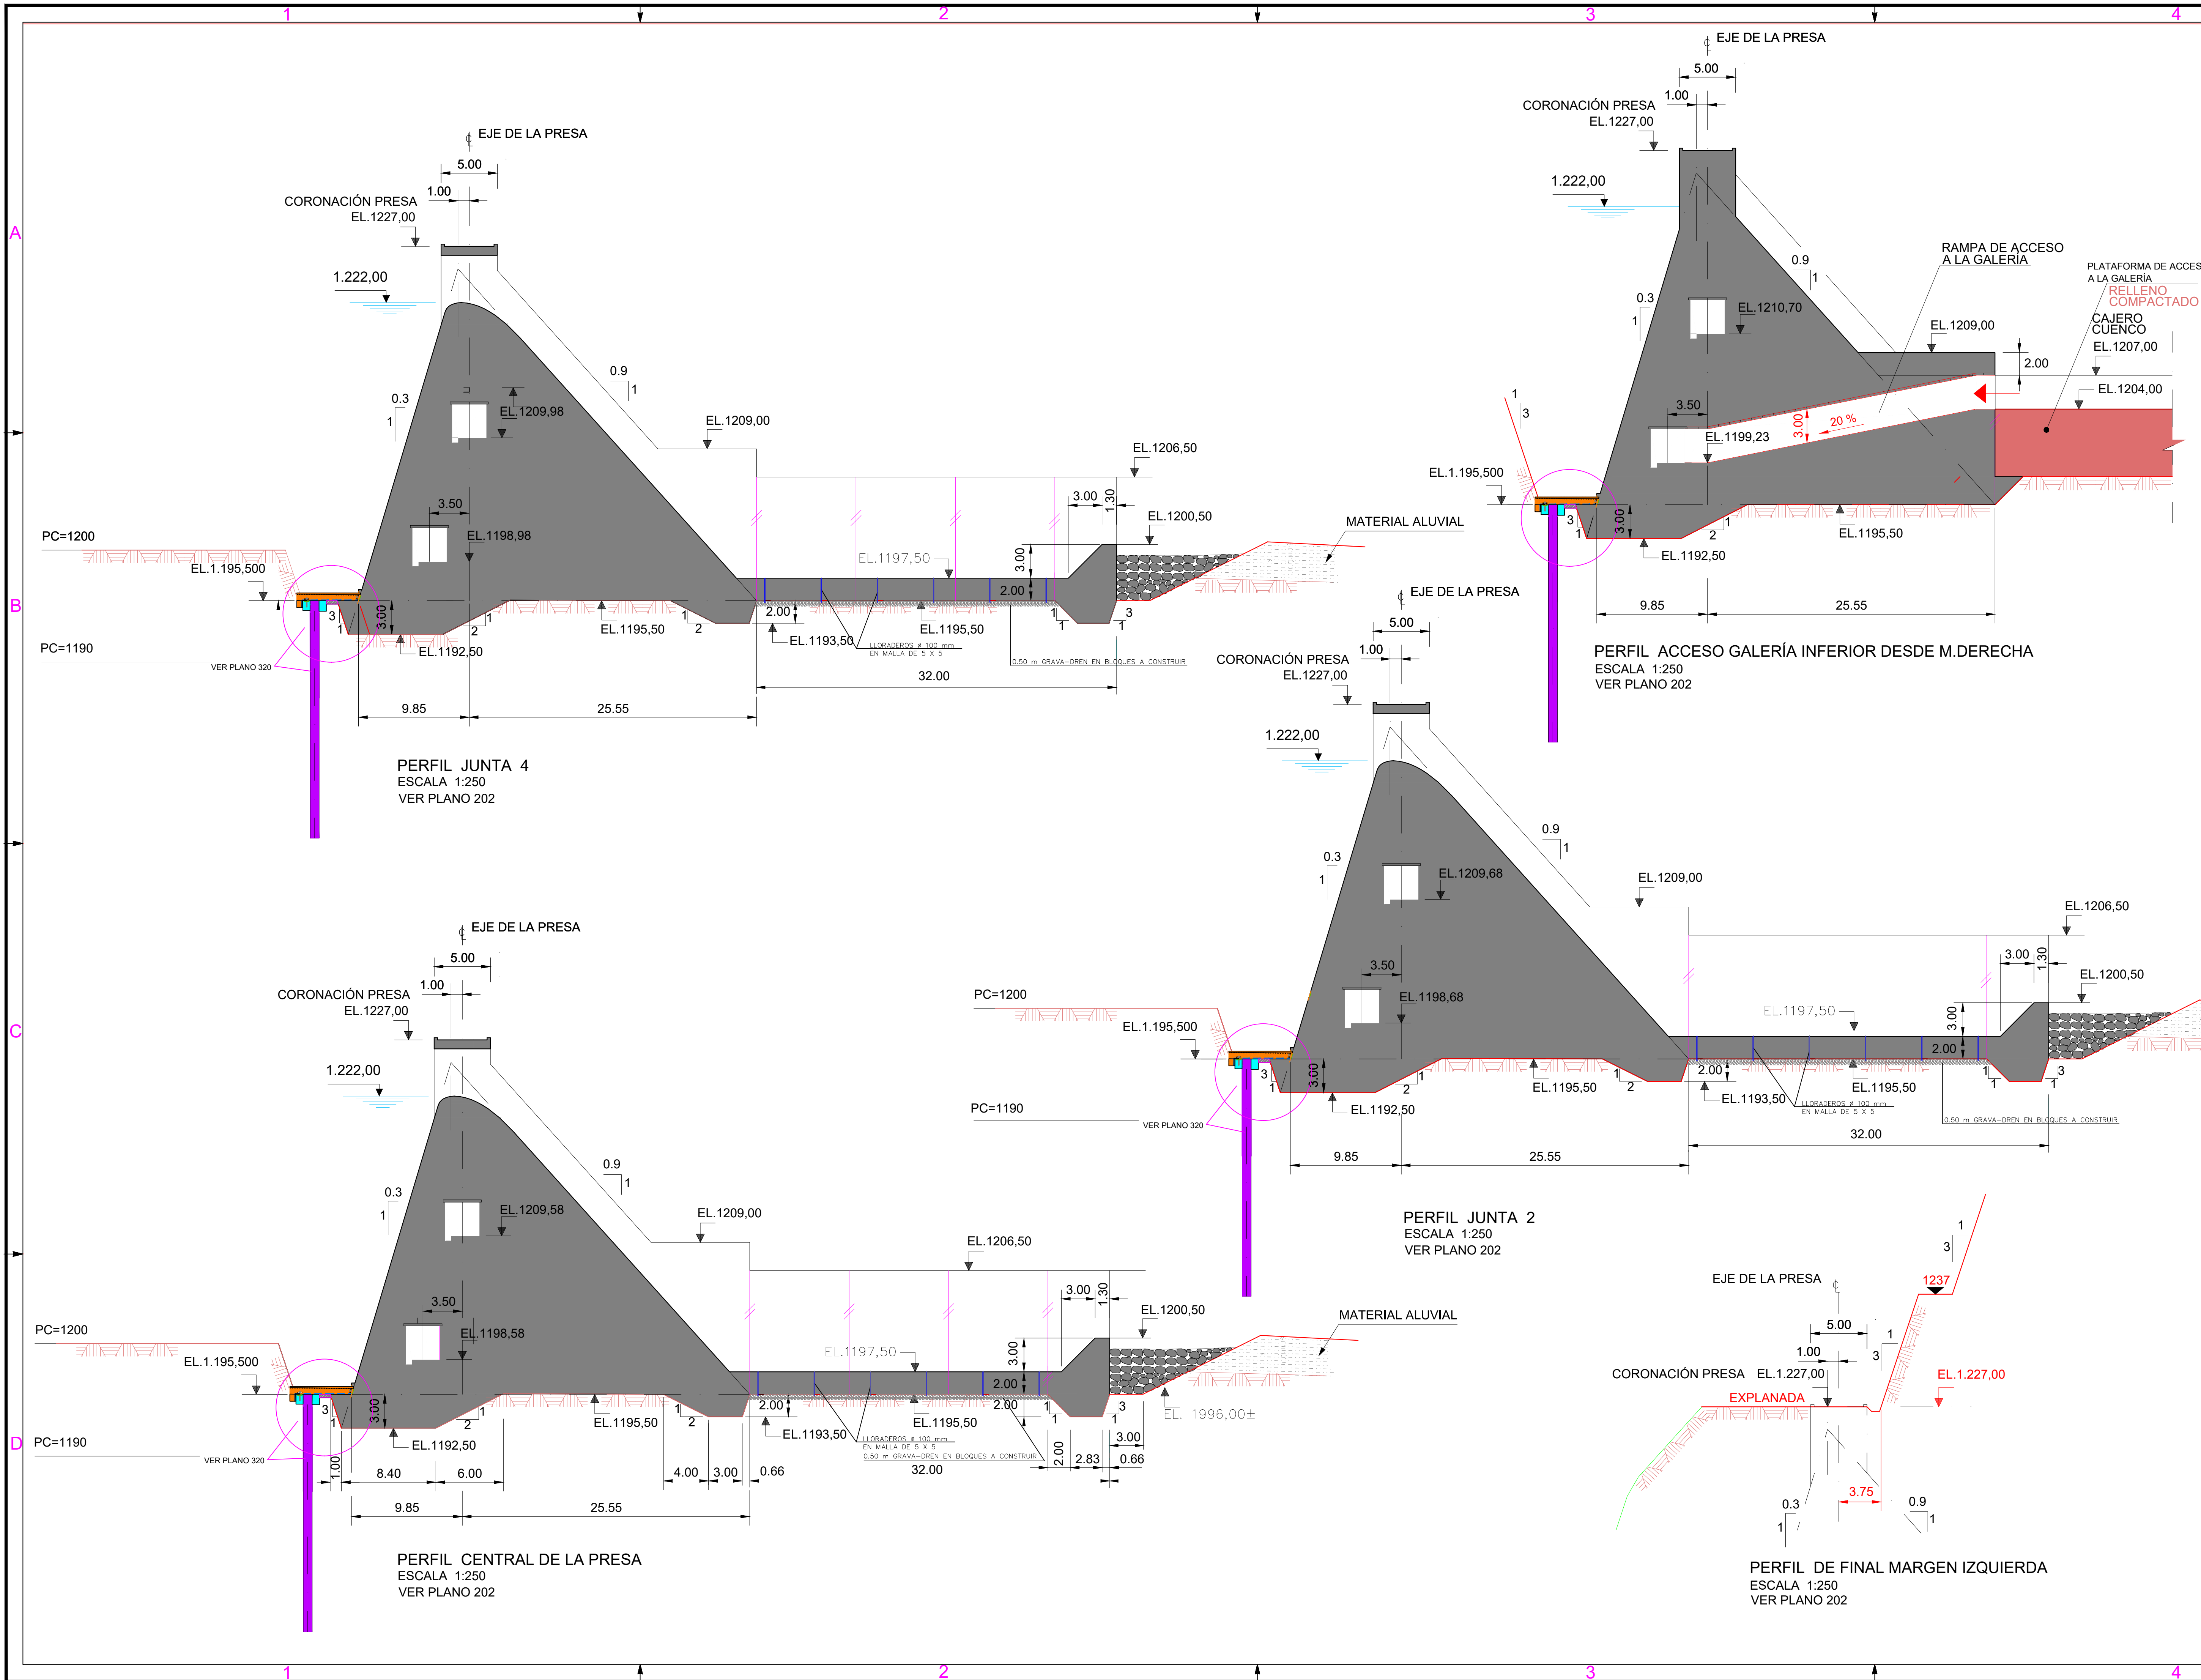 1
2
3
4
A
B
C
D
EJE DE LA PRESA
5.00
1.00
CORONACIÓN PRESA
EL.1227,00
1.222,00
0.9
1
0.3
1
EL.1209,98
EL.1209,00
EL.1206,50
3.00
1.30
EL.1200,50
MATERIAL ALUVIAL
3.50
EL.1198,98
EL.1197,50
3.00
2.00
PC=1200
EL.1.195,500
3
1
3.00
2
1
EL.1192,50
EL.1195,50
1
2
2.00
EL.1193,50
EL.1195,50
1
1
3
1
PC=1190
VER PLANO 320
LLORADEROS ø 100 mm
EN MALLA DE 5 X 5
0.50 m GRAVA-DREN EN BLOQUES A CONSTRUIR
32.00
9.85
25.55
PERFIL JUNTA 4
ESCALA 1:250
VER PLANO 202
EJE DE LA PRESA
5.00
1.00
CORONACIÓN PRESA
EL.1227,00
1.222,00
RAMPA DE ACCESO
A LA GALERÍA
0.9
1
PLATAFORMA DE ACCES
A LA GALERÍA
RELLENO
COMPACTADO
0.3
1
EL.1210,70
CAJERO
CUENCO
EL.1209,00
EL.1207,00
2.00
EL.1204,00
1
3
3.50
3.00
20 %
EL.1199,23
EL.1.195,500
3
1
3.00
1
2
EL.1195,50
EL.1192,50
9.85
25.55
PERFIL ACCESO GALERÍA INFERIOR DESDE M.DERECHA
ESCALA 1:250
VER PLANO 202
EJE DE LA PRESA
5.00
1.00
CORONACIÓN PRESA
EL.1227,00
1.222,00
0.9
1
0.3
1
EL.1209,68
EL.1209,00
EL.1206,50
3.00
1.30
EL.1200,50
3.50
EL.1198,68
EL.1197,50
3.00
2.00
PC=1200
EL.1.195,500
3
1
3.00
1
2
EL.1192,50
EL.1195,50
1
2
2.00
EL.1193,50
EL.1195,50
1
1
3
1
PC=1190
VER PLANO 320
LLORADEROS ø 100 mm
EN MALLA DE 5 X 5
0.50 m GRAVA-DREN EN BLOQUES A CONSTRUIR
32.00
9.85
25.55
PERFIL JUNTA 2
ESCALA 1:250
VER PLANO 202
EJE DE LA PRESA
5.00
1.00
CORONACIÓN PRESA
EL.1227,00
1.222,00
0.9
1
0.3
1
EL.1209,58
EL.1209,00
EL.1206,50
3.00
1.30
EL.1200,50
MATERIAL ALUVIAL
3.50
EL.1198,58
EL.1197,50
3.00
2.00
PC=1200
EL.1.195,500
3
1
3.00
1
2
EL.1192,50
EL.1195,50
1
2
2.00
EL.1193,50
EL.1195,50
2.00
1
1
3
1
EL. 1996,00±
PC=1190
VER PLANO 320
LLORADEROS ø 100 mm
EN MALLA DE 5 X 5
0.50 m GRAVA-DREN EN BLOQUES A CONSTRUIR
1.00
8.40
6.00
4.00
3.00
0.66
32.00
2.00
2.83
3.00
0.66
9.85
25.55
PERFIL CENTRAL DE LA PRESA
ESCALA 1:250
VER PLANO 202
1
3
EJE DE LA PRESA
1237
5.00
1.00
1
3
CORONACIÓN PRESA
EL.1.227,00
EL.1.227,00
EXPLANADA
3.75
0.3
1
0.9
1
PERFIL DE FINAL MARGEN IZQUIERDA
ESCALA 1:250
VER PLANO 202
1
2
3
4